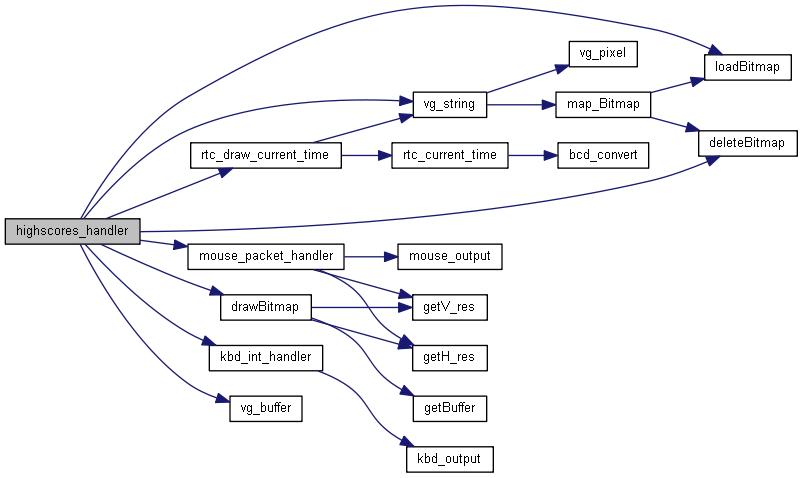 highscores_handler
loadBitmap
vg_pixel
vg_string
map_Bitmap
deleteBitmap
rtc_draw_current_time
rtc_current_time
bcd_convert
mouse_packet_handler
mouse_output
drawBitmap
getV_res
getH_res
kbd_int_handler
getBuffer
vg_buffer
kbd_output